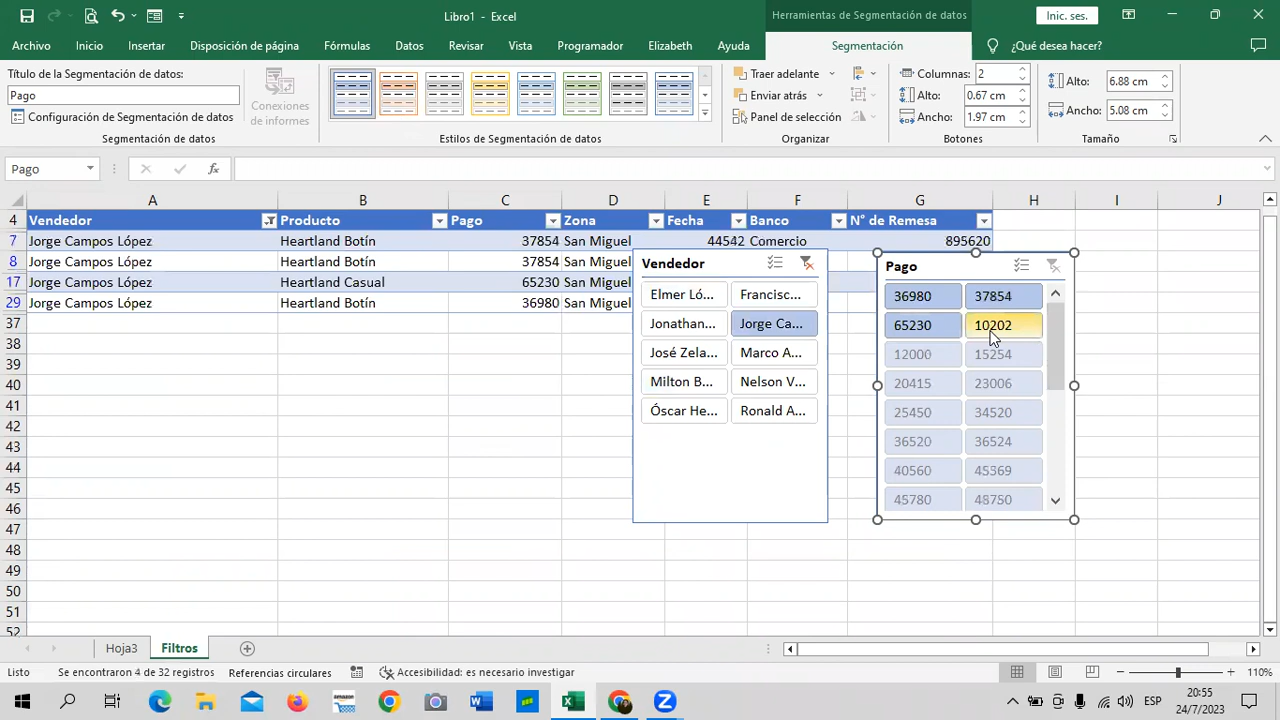 Libro1 - Excel
Herramientas de Segmentación de datos
Inic. ses.
Archivo Inicio Insertar Disposición de página Fórmulas Datos Revisar Vista Programador Elizabeth Ayuda Segmentación ¿Qué desea hacer?
Título de la Segmentación de datos:
Pago
Configuración de Segmentación de datos
Segmentación de datos
Conexiones de informes
Estilos de Segmentación de datos
Traer adelante
Enviar atrás
Panel de selección
Organizar
Columnas: 2
Alto: 0.67 cm
Ancho: 1.97 cm
Botones
Alto: 6.88 cm
Ancho: 5.08 cm
Tamaño
Pago fx
A B C D E F G H I J
4 Vendedor Producto Pago Zona Fecha Banco N° de Remesa
7 Jorge Campos López Heartland Botín 37854 San Miguel 44542 Comercio 895620
8 Jorge Campos López Heartland Botín 37854 San Miguel
17 Jorge Campos López Heartland Casual 65230 San Miguel
29 Jorge Campos López Heartland Botín 36980 San Miguel
37
38
39
40
41
42
43
44
45
46
47
48
49
50
51
52
Vendedor
Elmer Ló... Francisc...
Jonathan... Jorge Ca...
José Zela... Marco A...
Milton B... Nelson V...
Óscar He... Ronald A...
Pago
36980 37854
65230 10202
12000 15254
20415 23006
25450 34520
36520 36524
40560 45369
45780 48750
Hoja3 Filtros
Listo Se encontraron 4 de 32 registros Referencias circulares Accesibilidad: es necesario investigar 110%
amazon
ESP
20:55
24/7/2023